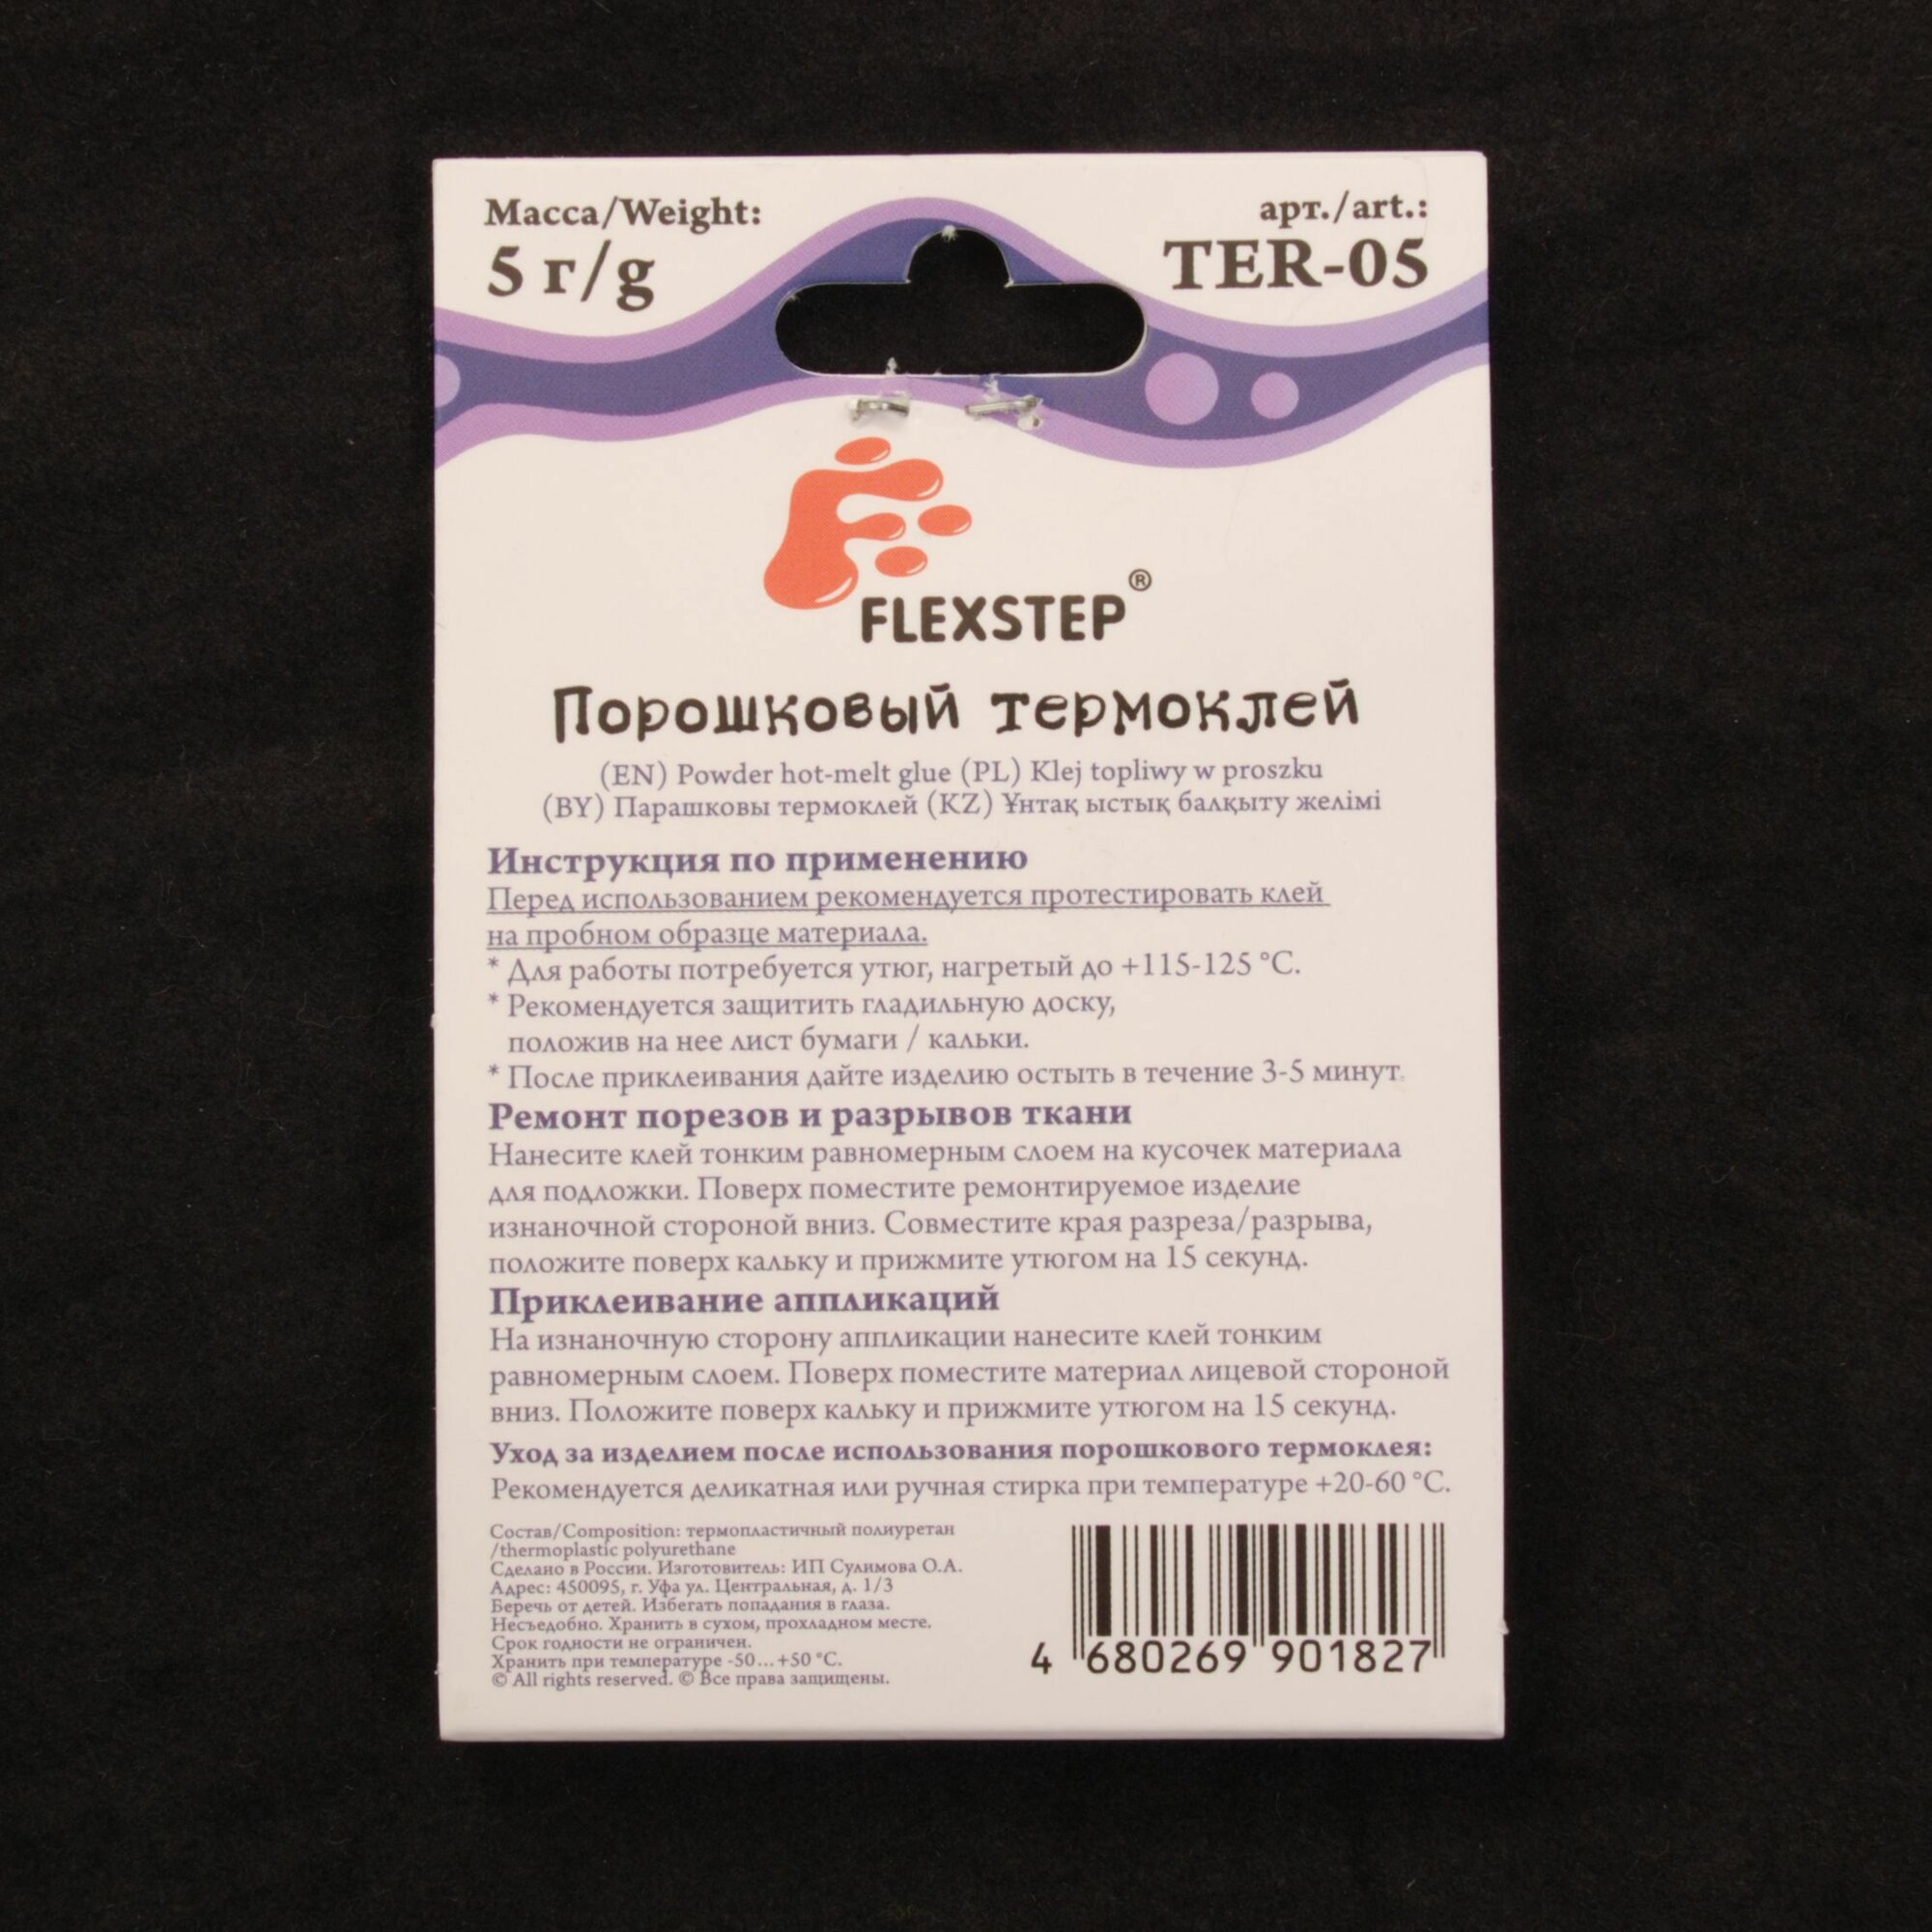 Масса/Weight:
5 г/g
арт./art.:
TER-05
FLEXSTEP®
Порошковый термоклей
(EN) Powder hot-melt glue (PL) Klej topliwy w proszku
(BY) Парашковы термоклей (KZ) Ұнтақ ыстық балқыту желімі
Инструкция по применению
Перед использованием рекомендуется протестировать клей
на пробном образце материала.
* Для работы потребуется утюг, нагретый до +115-125 °C.
* Рекомендуется защитить гладильную доску,
положив на нее лист бумаги / кальки.
* После приклеивания дайте изделию остыть в течение 3-5 минут.
Ремонт порезов и разрывов ткани
Нанесите клей тонким равномерным слоем на кусочек материала
для подложки. Поверх поместите ремонтируемое изделие
изнаночной стороной вниз. Совместите края разреза/разрыва,
положите поверх кальку и прижмите утюгом на 15 секунд.
Приклеивание аппликаций
На изнаночную сторону аппликации нанесите клей тонким
равномерным слоем. Поверх поместите материал лицевой стороной
вниз. Положите поверх кальку и прижмите утюгом на 15 секунд.
Уход за изделием после использования порошкового термоклея:
Рекомендуется деликатная или ручная стирка при температуре +20-60 °C.
Состав/Composition: термопластичный полиуретан
/thermoplastic polyurethane
Сделано в России. Изготовитель: ИП Сулимова О.А.
Адрес: 450095, г. Уфа ул. Центральная, д. 1/3
Беречь от детей. Избегать попадания в глаза.
Несъедобно. Хранить в сухом, прохладном месте.
Срок годности не ограничен.
Хранить при температуре -50...+50 °C.
© All rights reserved. © Все права защищены.
4 680269 901827